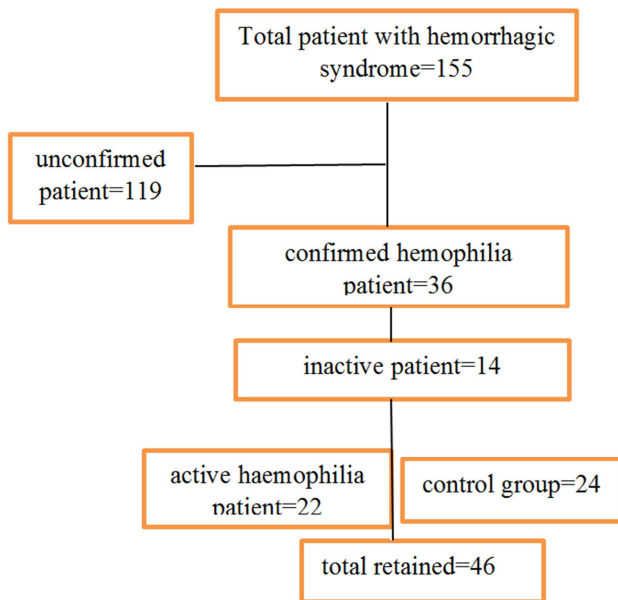 Total patient with hemorrhagic
syndrome=155
unconfirmed
patient=119
confirmed hemophilia
patient=36
inactive patient=14
active haemophilia
patient=22
control group=24
total retained=46